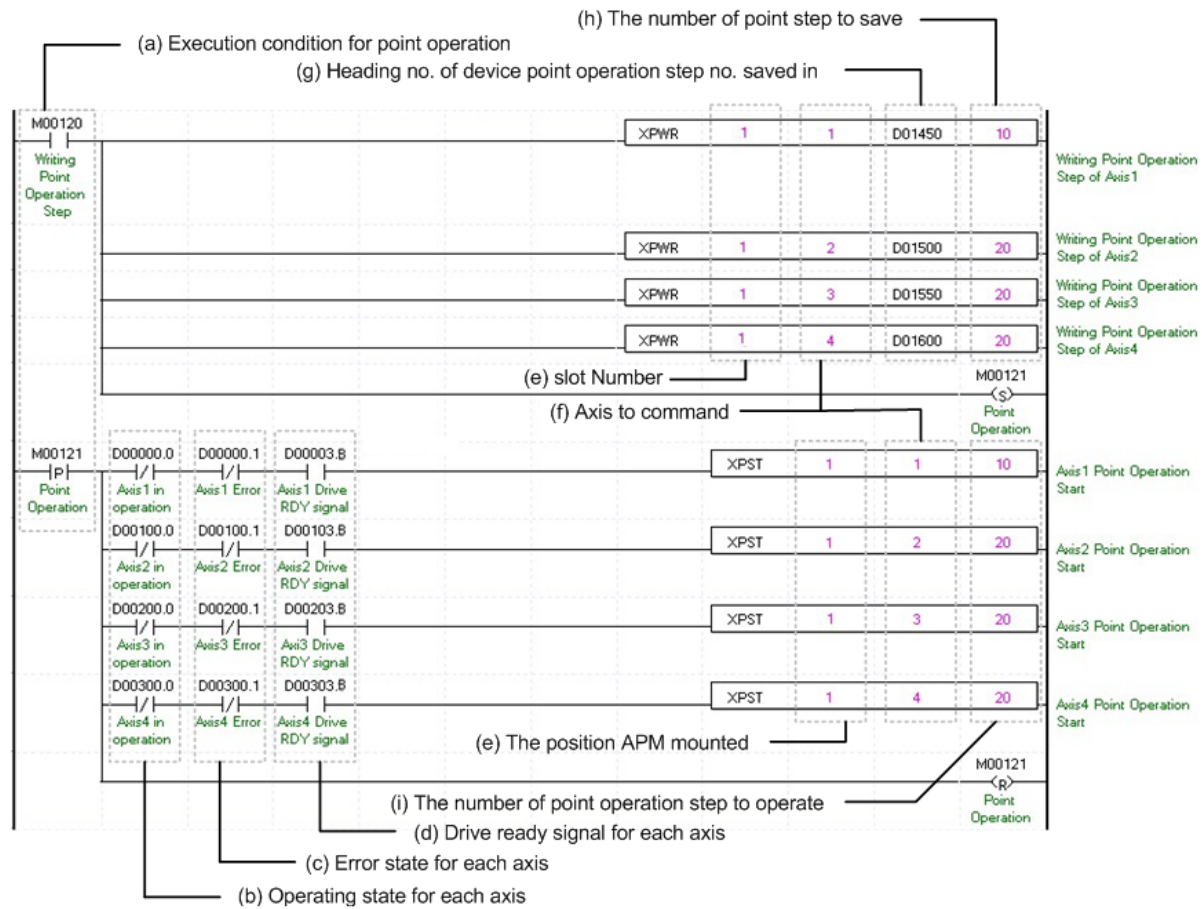 (h) The number of point step to save
(a) Execution condition for point operation
(g) Heading no. of device point operation step no. saved in
M00120
Writing
Point
Operation
Step
XPWR 1 1 D01450 10
Writing Point Operation
Step of Axis1
XPWR 1 2 D01500 20
Writing Point Operation
Step of Axis2
XPWR 1 3 D01550 20
Writing Point Operation
Step of Axis3
XPWR 1 4 D01600 20
Writing Point Operation
Step of Axis4
(e) slot Number
M00121
S
Point
Operation
(f) Axis to command
M00121
P
Point
Operation
D00000.0 D00000.1 D00003.B
Axis1 in
operation
Axis1 Error
Axis1 Drive
RDY signal
XPST 1 1 10
Axis1 Point Operation
Start
D00100.0 D00100.1 D00103.B
Axis2 in
operation
Axis2 Error
Axis2 Drive
RDY signal
XPST 1 2 20
Axis2 Point Operation
Start
D00200.0 D00200.1 D00203.B
Axis3 in
operation
Axis3 Error
Axi3 Drive
RDY signal
XPST 1 3 20
Axis3 Point Operation
Start
D00300.0 D00300.1 D00303.B
Axis4 in
operation
Axis4 Error
Axis4 Drive
RDY signal
XPST 1 4 20
Axis4 Point Operation
Start
(e) The position APM mounted
M00121
R
Point
Operation
(i) The number of point operation step to operate
(d) Drive ready signal for each axis
(c) Error state for each axis
(b) Operating state for each axis